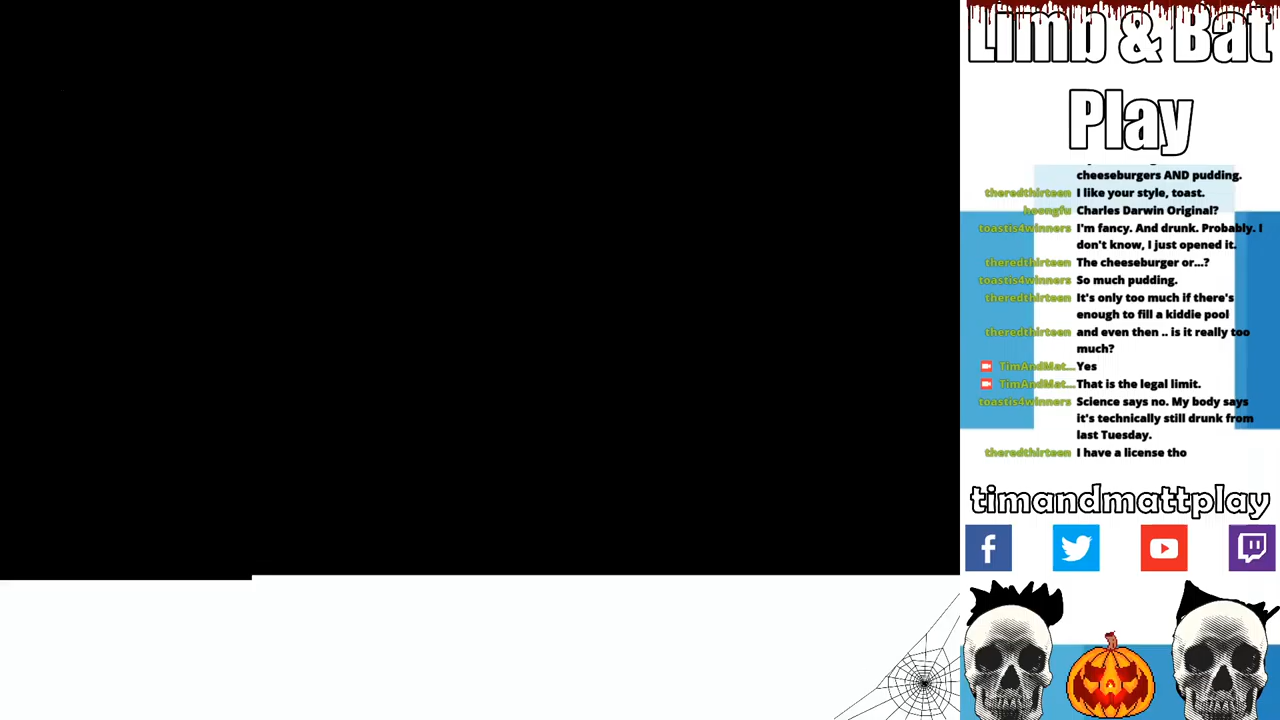 Limb & Bat
Play
cheeseburgers AND pudding.
theredthirteen I like your style, toast.
hoongfu Charles Darwin Original?
toastis4winners I'm fancy. And drunk. Probably. I
don't know, I just opened it.
theredthirteen The cheeseburger or...?
toastis4winners So much pudding.
theredthirteen It's only too much if there's
enough to fill a kiddie pool
theredthirteen and even then .. is it really too
much?
TimAndMat... Yes
TimAndMat... That is the legal limit.
toastis4winners Science says no. My body says
it's technically still drunk from
last Tuesday.
theredthirteen I have a license tho
timandmattplay